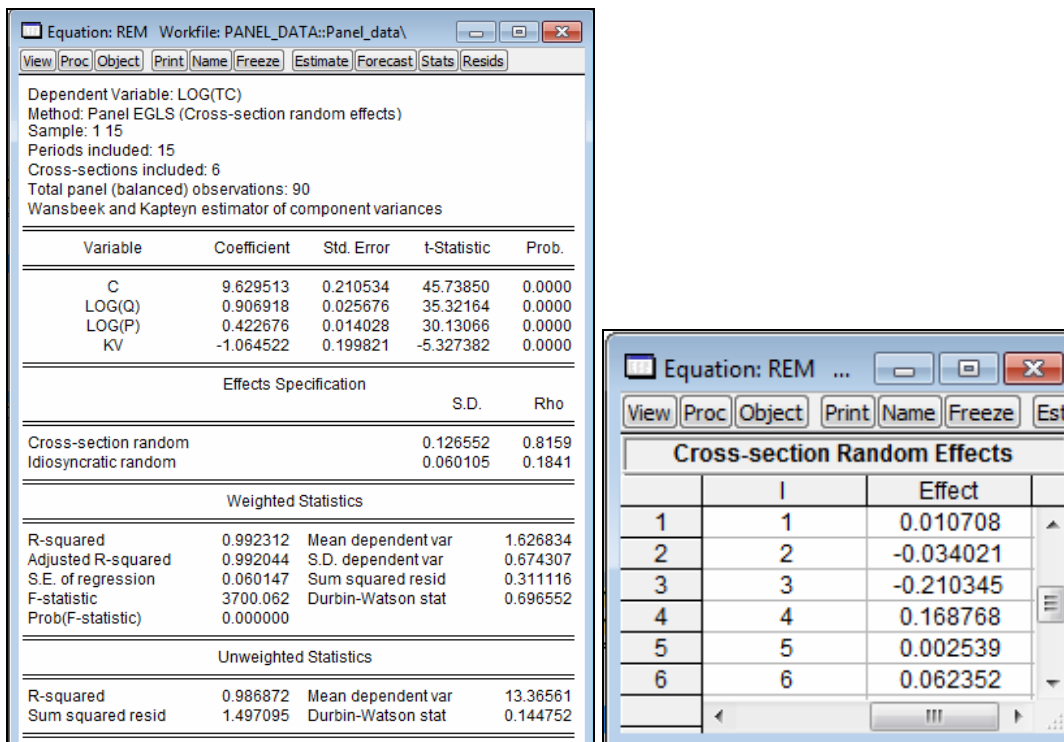 Equation: REM Workfile: PANEL_DATA::Panel_data\
View Proc Object Print Name Freeze Estimate Forecast Stats Resids
Dependent Variable: LOG(TC)
Method: Panel EGLS (Cross-section random effects)
Sample: 1 15
Periods included: 15
Cross-sections included: 6
Total panel (balanced) observations: 90
Wansbeek and Kapteyn estimator of component variances
Variable Coefficient Std. Error t-Statistic Prob.
C 9.629513 0.210534 45.73850 0.0000
LOG(Q) 0.906918 0.025676 35.32164 0.0000
LOG(P) 0.422676 0.014028 30.13066 0.0000
KV -1.064522 0.199821 -5.327382 0.0000
Effects Specification
S.D. Rho
Cross-section random 0.126552 0.8159
Idiosyncratic random 0.060105 0.1841
Weighted Statistics
R-squared 0.992312 Mean dependent var 1.626834
Adjusted R-squared 0.992044 S.D. dependent var 0.674307
S.E. of regression 0.060147 Sum squared resid 0.311116
F-statistic 3700.062 Durbin-Watson stat 0.696552
Prob(F-statistic) 0.000000
Unweighted Statistics
R-squared 0.986872 Mean dependent var 13.36561
Sum squared resid 1.497095 Durbin-Watson stat 0.144752
Equation: REM ...
View Proc Object Print Name Freeze Est
Cross-section Random Effects
I Effect
1 1 0.010708
2 2 -0.034021
3 3 -0.210345
4 4 0.168768
5 5 0.002539
6 6 0.062352